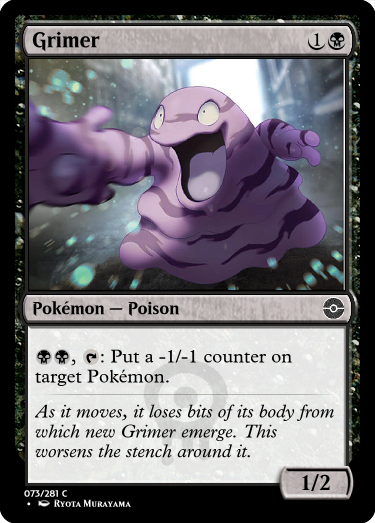 Grimer 1
Pokémon — Poison
: Put a -1/-1 counter on
target Pokémon.
As it moves, it loses bits of its body from
which new Grimer emerge. This
worsens the stench around it.
1/2
073/281 C
• Ryota Murayama